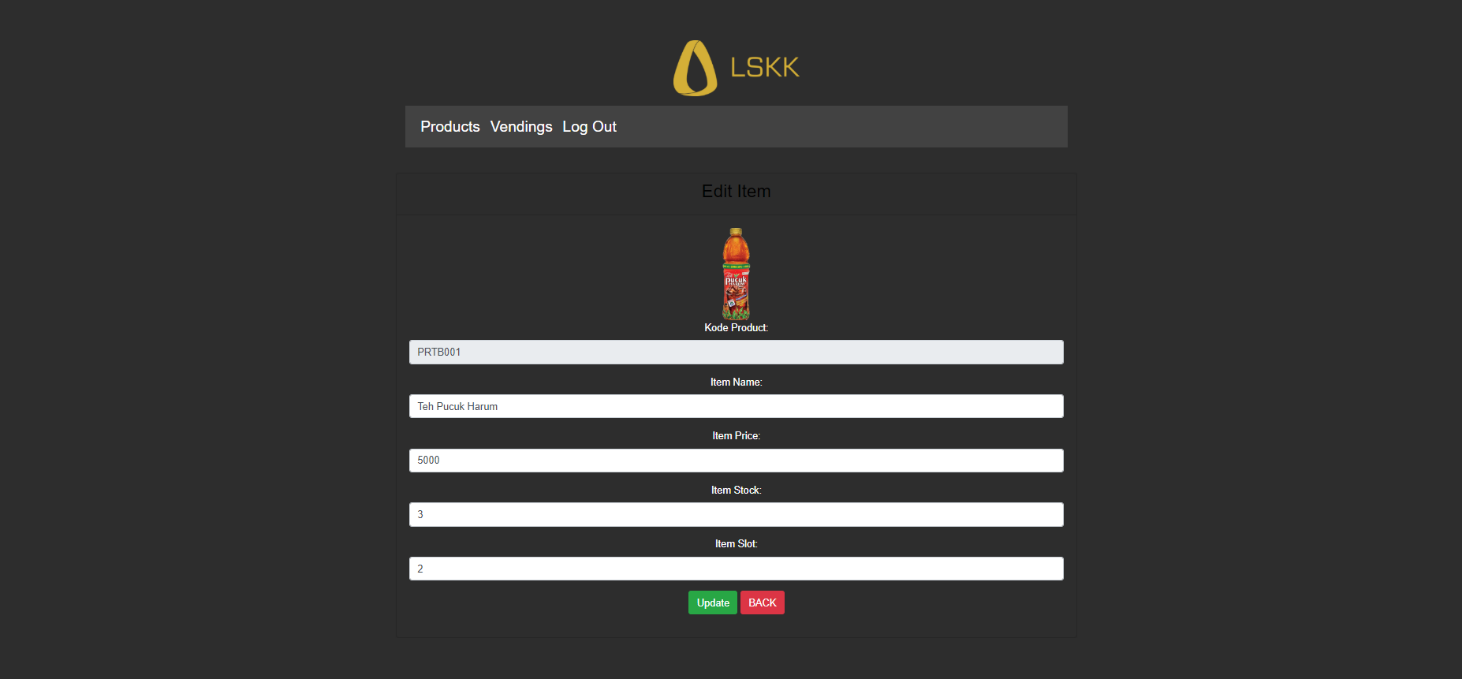 LSKK
Products Vendings Log Out
Edit Item
pucuk
Kode Product:
PRTB001
Item Name:
Teh Pucuk Harum
Item Price:
5000
Item Stock:
3
Item Slot:
2
Update BACK